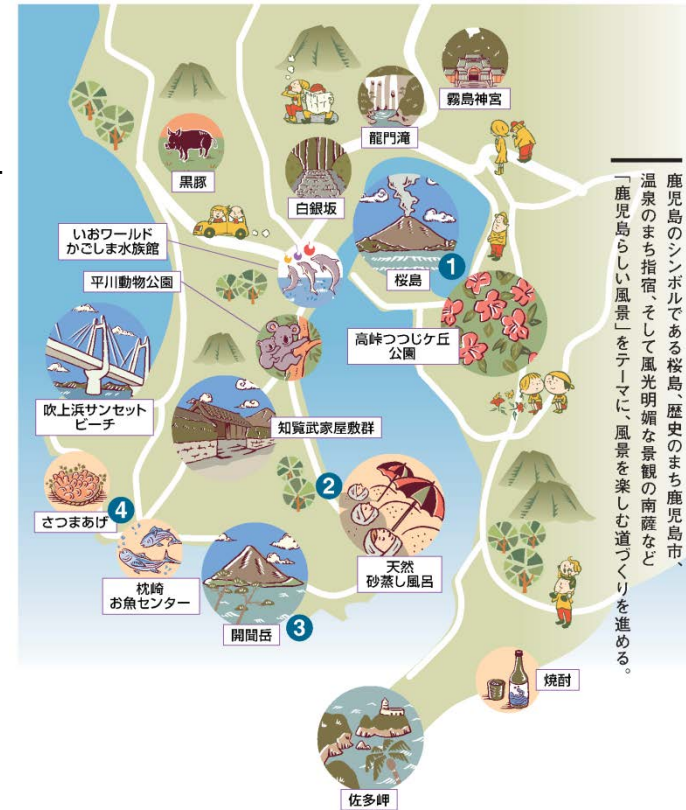 鹿児島のシンボルである桜島、歴史のまち鹿児島市、
温泉のまち指宿、そして風光明媚な景観の南薩など
「鹿児島らしい風景」をテーマに、風景を楽しむ道づくりを進める。
霧島神宮
龍門滝
黒豚
白銀坂
いおワールド
かごしま水族館
桜島
1
平川動物公園
高峠つつじケ丘
公園
吹上浜サンセット
ビーチ
知覧武家屋敷群
2
さつまあげ
4
天然
砂蒸し風呂
枕崎
お魚センター
開聞岳
3
焼酎
佐多岬